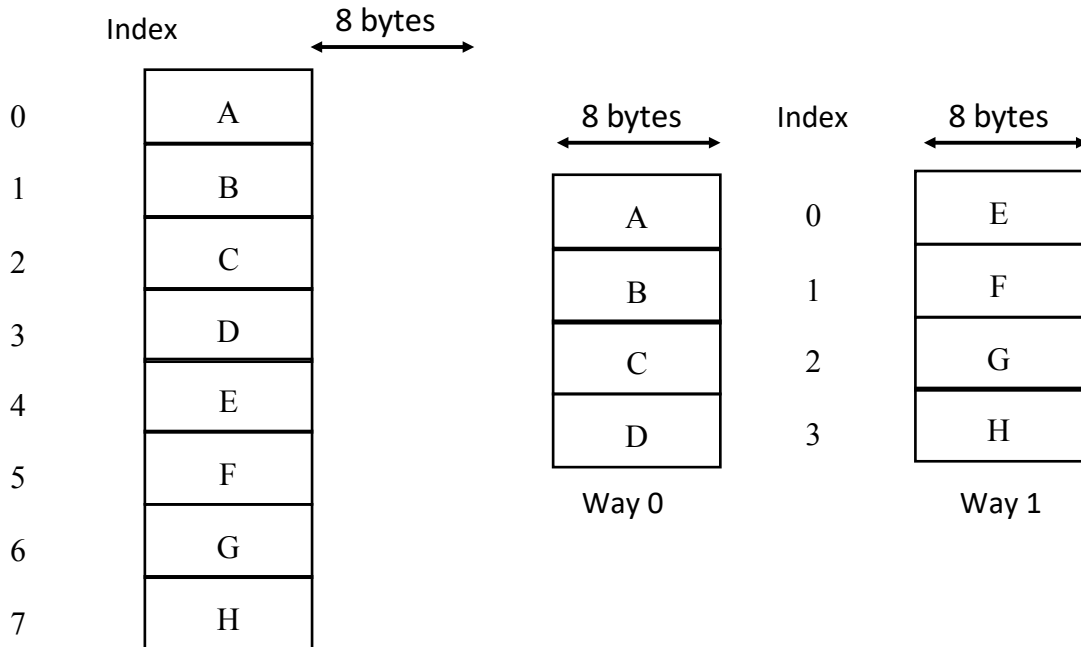 Index 8 bytes
0 A
1 B
2 C
3 D
4 E
5 F
6 G
7 H
8 bytes Index 8 bytes
A 0 E
B 1 F
C 2 G
D 3 H
Way 0 Way 1